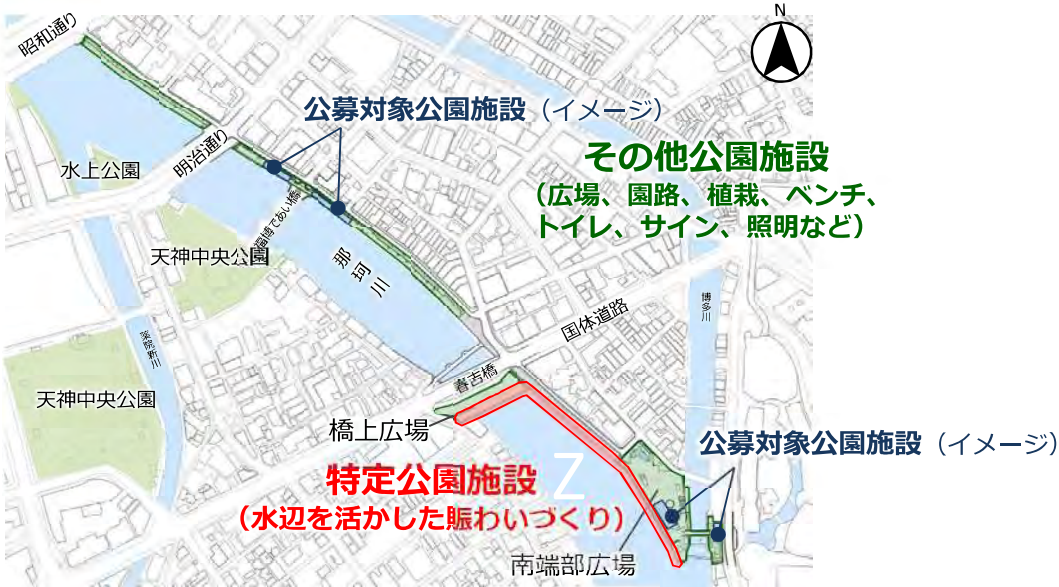 N
昭和通り
公募対象公園施設（イメージ）
明治通り
水上公園
その他公園施設
（広場、園路、植栽、ベンチ、
トイレ、サイン、照明など）
福博であい橋
天神中央公園
那珂川
博多川
国体道路
薬院新川
春吉橋
天神中央公園
橋上広場
公募対象公園施設（イメージ）
特定公園施設
Z
（水辺を活かした賑わいづくり）
南端部広場